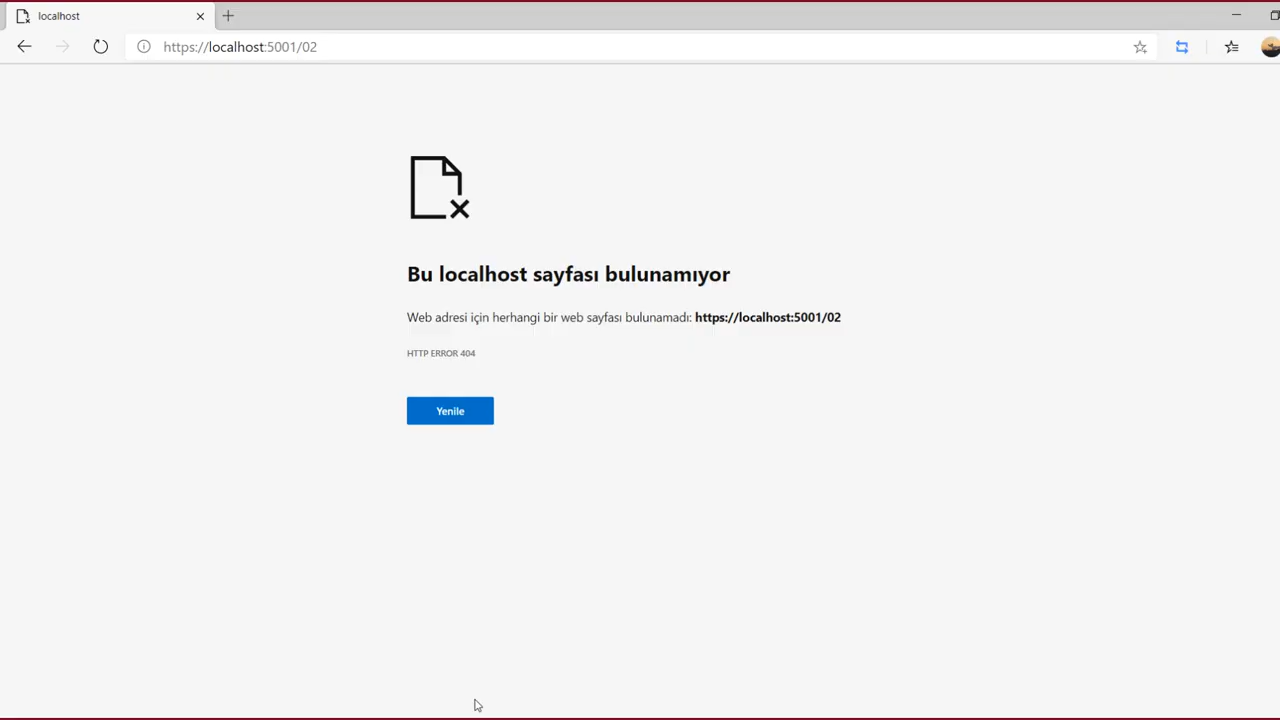 localhost
https://localhost:5001/02
Bu localhost sayfası bulunamıyor
Web adresi için herhangi bir web sayfası bulunamadı: https://localhost:5001/02
HTTP ERROR 404
Yenile